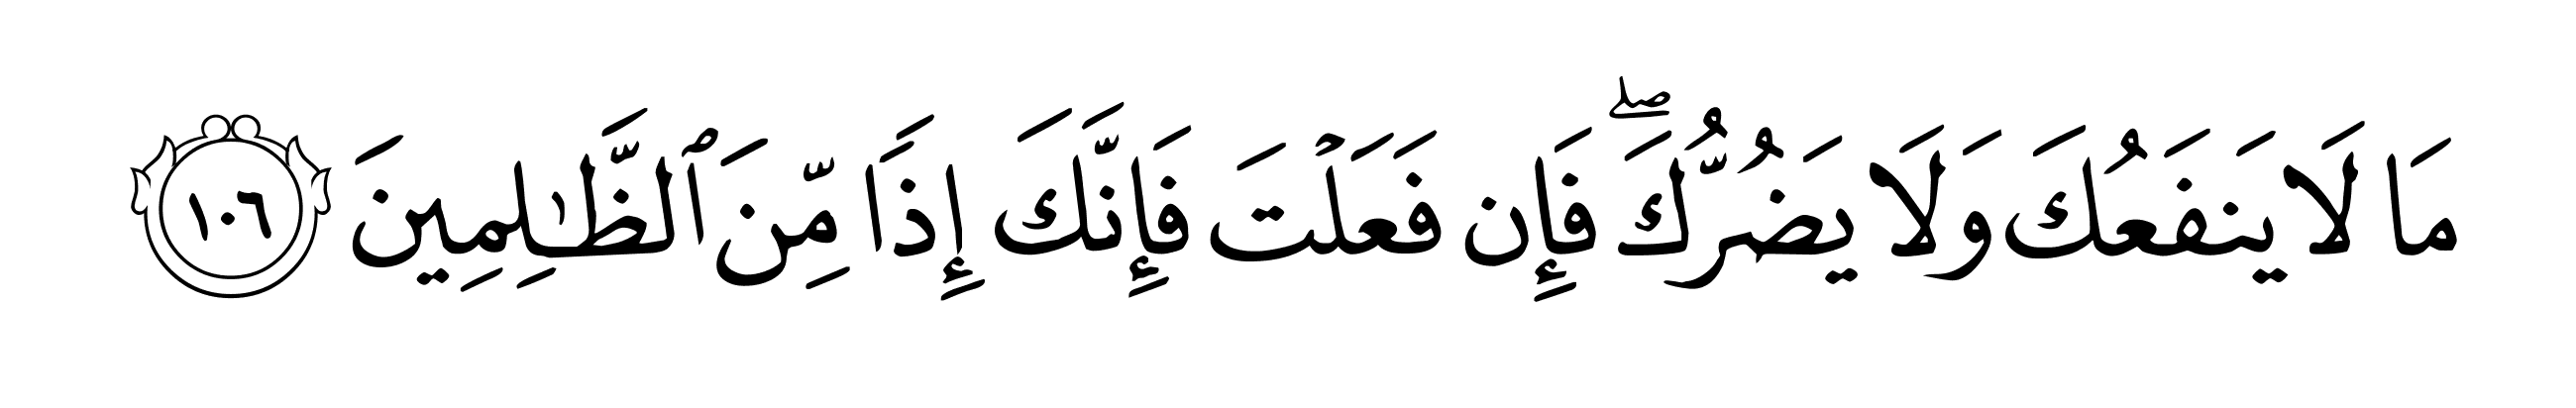 مَا لَا يَنفَعُكَ وَلَا يَضُرُّكَۖ فَإِن فَعَلۡتَ فَإِنَّكَ إِذٗا مِّنَ ٱلظَّٰلِمِينَ ١٠٦